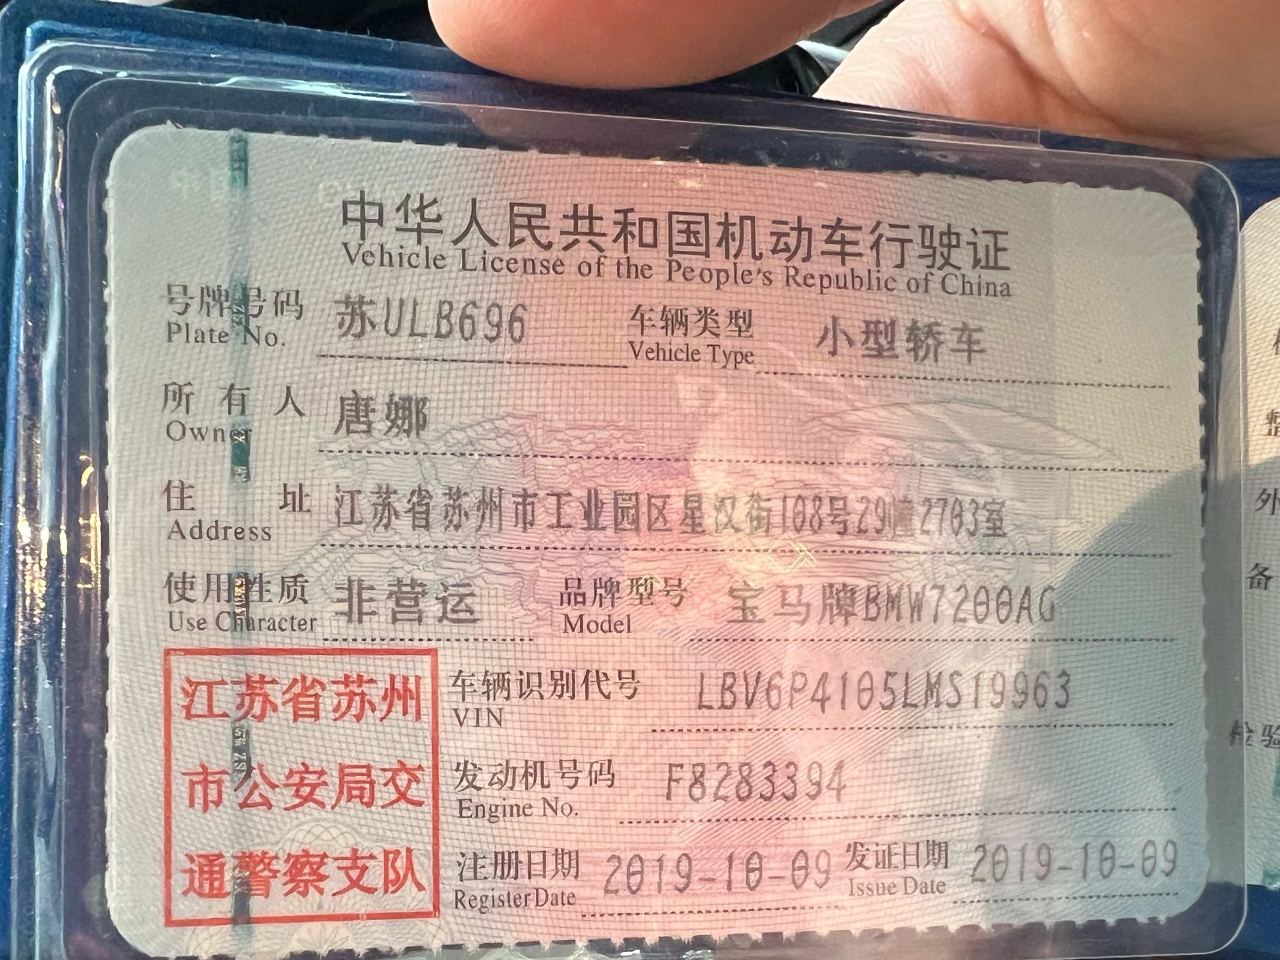 中华人民共和国机动车行驶证
Vehicle License of the People's Republic of China
号牌号码 苏ULB696 车辆类型 小型轿车
Plate No. Vehicle Type
所有人 唐娜
Owner
住址 江苏省苏州市工业园区星汉街108号29幢2703室
Address
使用性质 非营运 品牌型号 宝马牌BMW7200AG
Use Character Model
江苏省苏州
市公安局交
通警察支队
车辆识别代号 LBV6P4105LMS19963
VIN
发动机号码 F8283394
Engine No.
注册日期 2019-10-09 发证日期 2019-10-09
Register Date Issue Date
外
备
检验